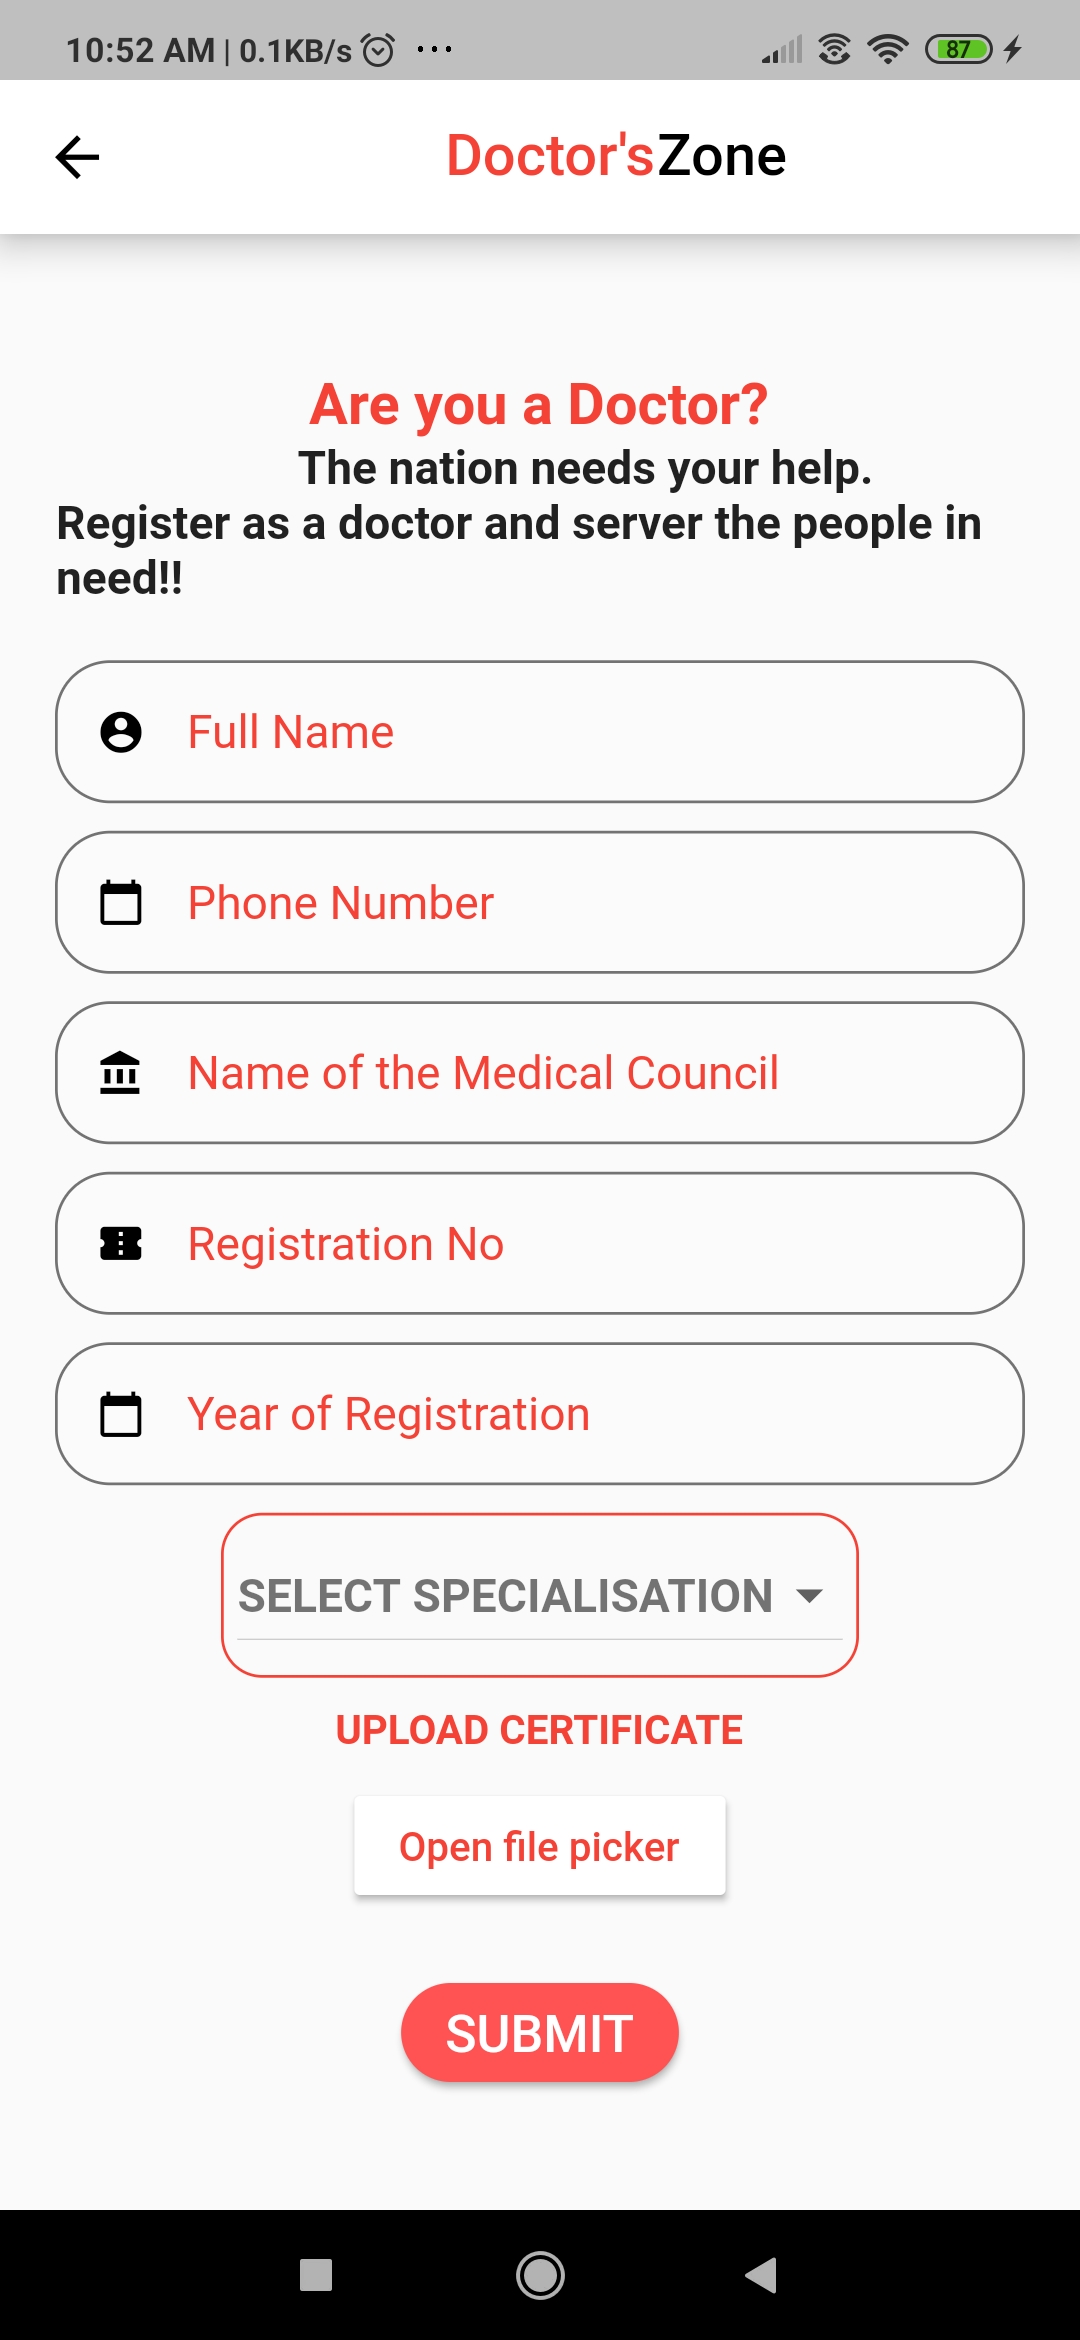 10:52 AM | 0.1KB/s ...
87
Doctor'sZone
Are you a Doctor?
The nation needs your help.
Register as a doctor and server the people in
need!!
Full Name
Phone Number
Name of the Medical Council
Registration No
Year of Registration
SELECT SPECIALISATION
UPLOAD CERTIFICATE
Open file picker
SUBMIT